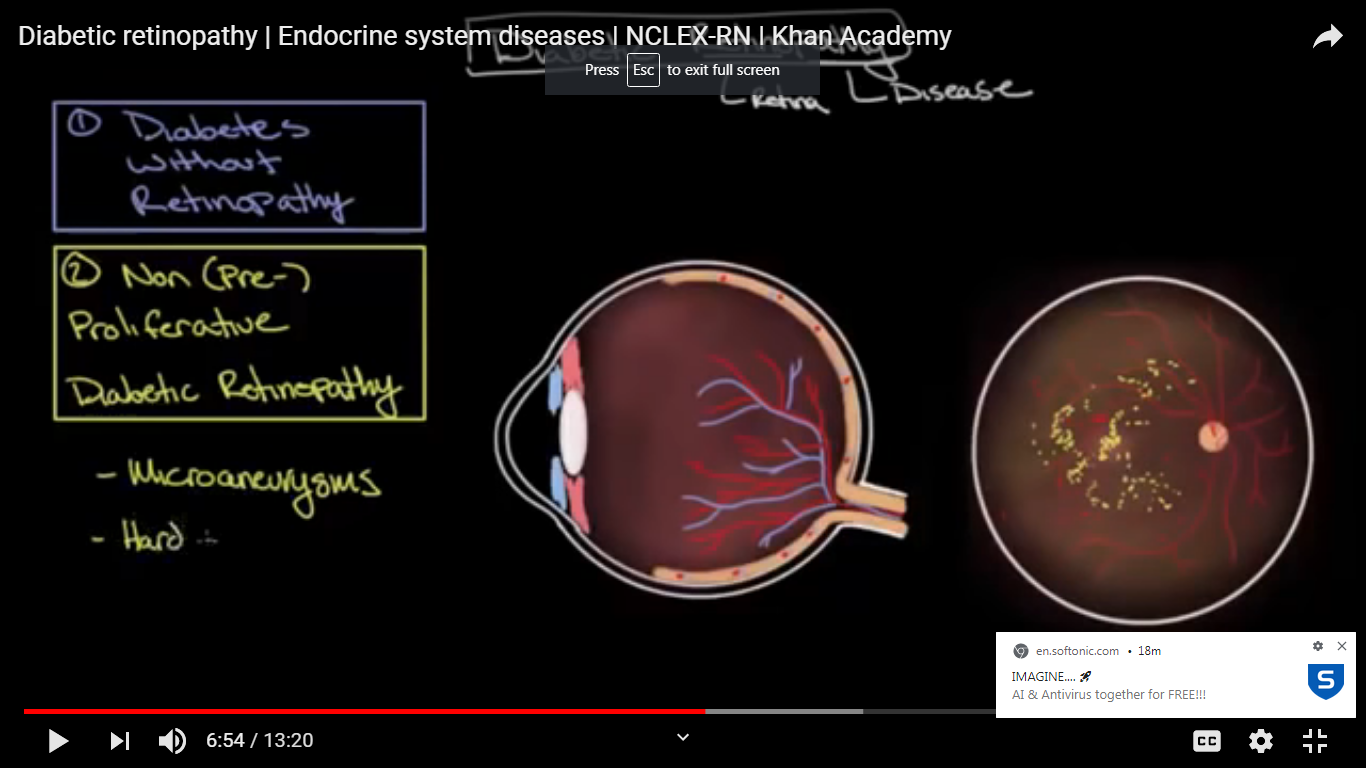 Diabetic retinopathy | Endocrine system diseases | NCLEX-RN | Khan Academy
Press Esc to exit full screen
Retina Disease
① Diabetes
Without
Retinopathy
② Non (Pre-)
Proliferative
Diabetic Retinopathy
- Microaneurysms
- Hard
en.softonic.com • 18m
IMAGINE.... 🚀
AI & Antivirus together for FREE!!!
S
6:54 / 13:20
CC